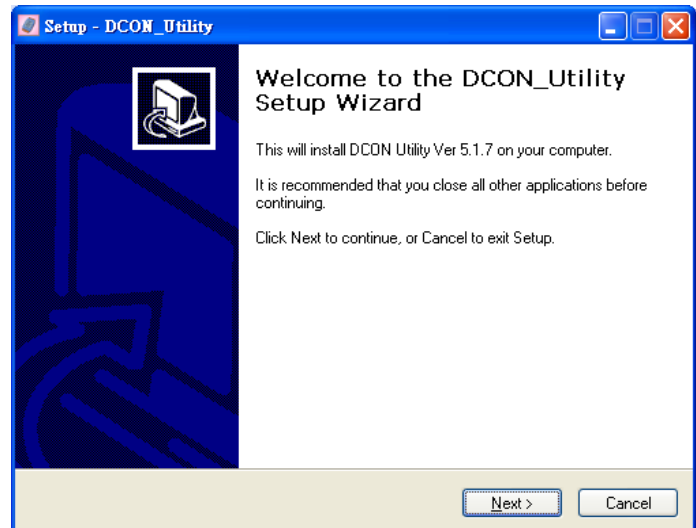 Setup - DCON_Utility
Welcome to the DCON_Utility
Setup Wizard
This will install DCON Utility Ver 5.1.7 on your computer.
It is recommended that you close all other applications before
continuing.
Click Next to continue, or Cancel to exit Setup.
Next >
Cancel